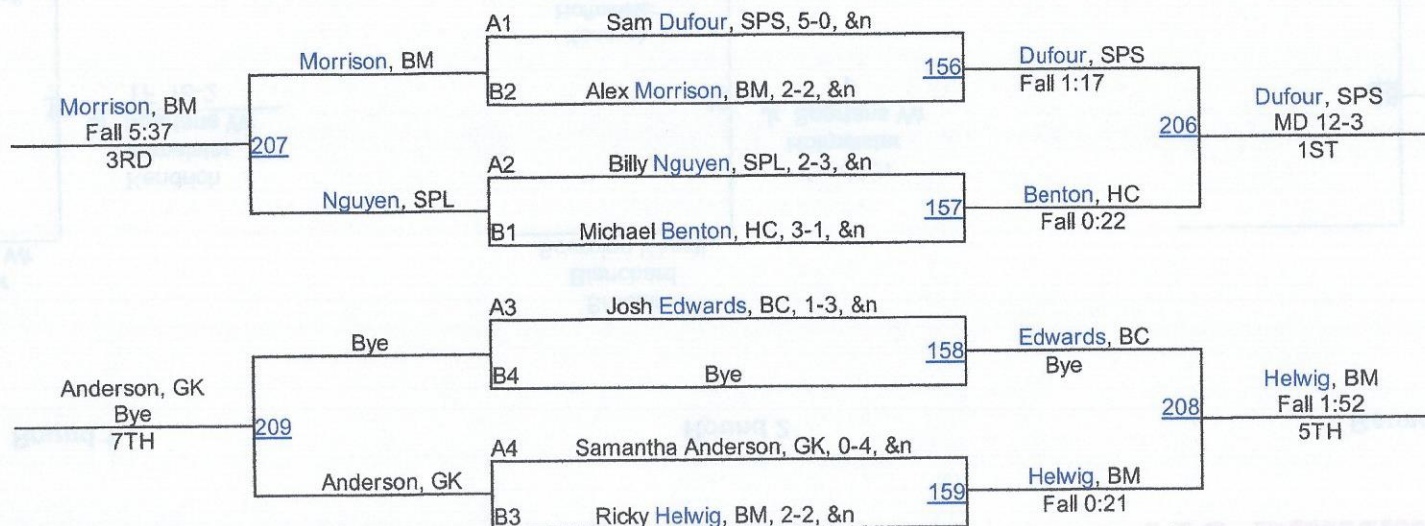 A1 Sam Dufour, SPS, 5-0, &n
Morrison, BM 156 Dufour, SPS
Fall 1:17
B2 Alex Morrison, BM, 2-2, &n
Morrison, BM
Fall 5:37
3RD
207
206
Dufour, SPS
MD 12-3
1ST
A2 Billy Nguyen, SPL, 2-3, &n
Nguyen, SPL 157 Benton, HC
Fall 0:22
B1 Michael Benton, HC, 3-1, &n
A3 Josh Edwards, BC, 1-3, &n
Bye 158 Edwards, BC
Bye
B4 Bye
Anderson, GK
Bye
7TH
209
208
Helwig, BM
Fall 1:52
5TH
A4 Samantha Anderson, GK, 0-4, &n
Anderson, GK 159 Helwig, BM
Fall 0:21
B3 Ricky Helwig, BM, 2-2, &n